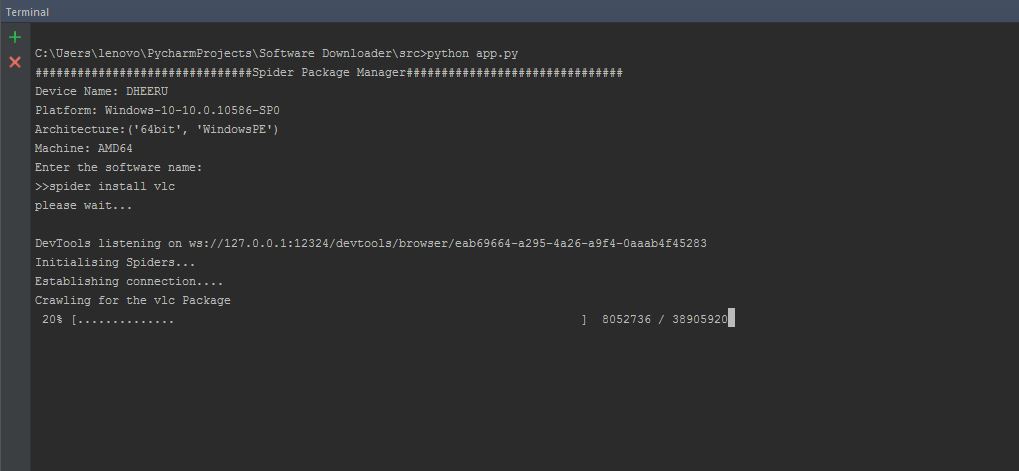 Terminal
C:\Users\lenovo\PycharmProjects\Software Downloader\src>python app.py
###############################Spider Package Manager###############################
Device Name: DHEERU
Platform: Windows-10-10.0.10586-SP0
Architecture:('64bit', 'WindowsPE')
Machine: AMD64
Enter the software name:
>>spider install vlc
please wait...
DevTools listening on ws://127.0.0.1:12324/devtools/browser/eab69664-a295-4a26-a9f4-0aaab4f45283
Initialising Spiders...
Establishing connection....
Crawling for the vlc Package
20% [..............                                                          ]  8052736 / 38905920